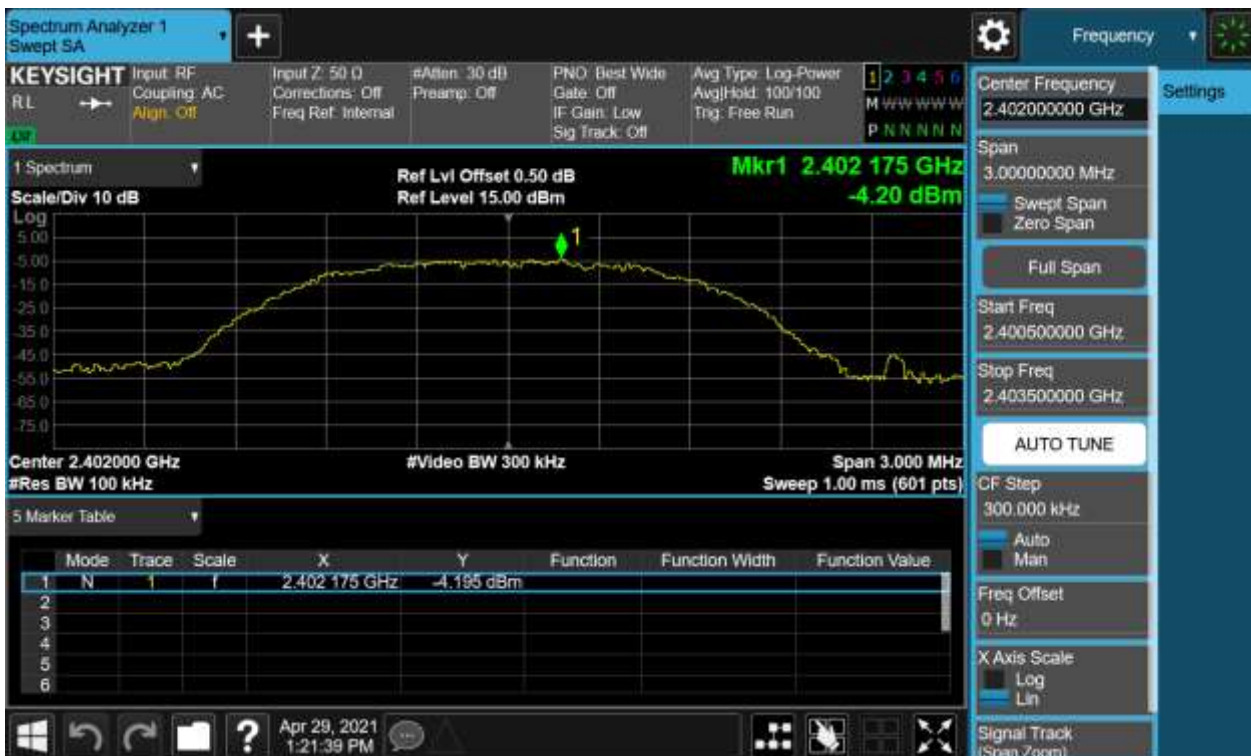 Spectrum Analyzer 1
Swept SA
Frequency
KEYSIGHT
RL
Input: RF
Coupling: AC
Align: Off
Input Z: 50 Ω
Corrections: Off
Freq Ref: Internal
#Atten: 30 dB
Preamp: Off
PNO: Best Wide
Gate: Off
IF Gain: Low
Sig Track: Off
Avg Type: Log-Power
Avg|Hold: 100/100
Trig: Free Run
1 2 3 4 5 6
M W W W W W
P N N N N N
1 Spectrum
Scale/Div 10 dB
Ref Lvl Offset 0.50 dB
Ref Level 15.00 dBm
Mkr1 2.402 175 GHz
-4.20 dBm
Log
5.00
-5.00
-15.0
-25.0
-35.0
-45.0
-55.0
-65.0
-75.0
1
Center 2.402000 GHz
#Video BW 300 kHz
Span 3.000 MHz
#Res BW 100 kHz
Sweep 1.00 ms (601 pts)
5 Marker Table
Mode Trace Scale X Y Function Function Width Function Value
1 N 1 f 2.402 175 GHz -4.195 dBm
2
3
4
5
6
Apr 29, 2021
1:21:39 PM
Center Frequency
2.402000000 GHz
Settings
Span
3.00000000 MHz
Swept Span
Zero Span
Full Span
Start Freq
2.400500000 GHz
Stop Freq
2.403500000 GHz
AUTO TUNE
CF Step
300.000 kHz
Auto
Man
Freq Offset
0 Hz
X Axis Scale
Log
Lin
Signal Track
(Span Zoom)